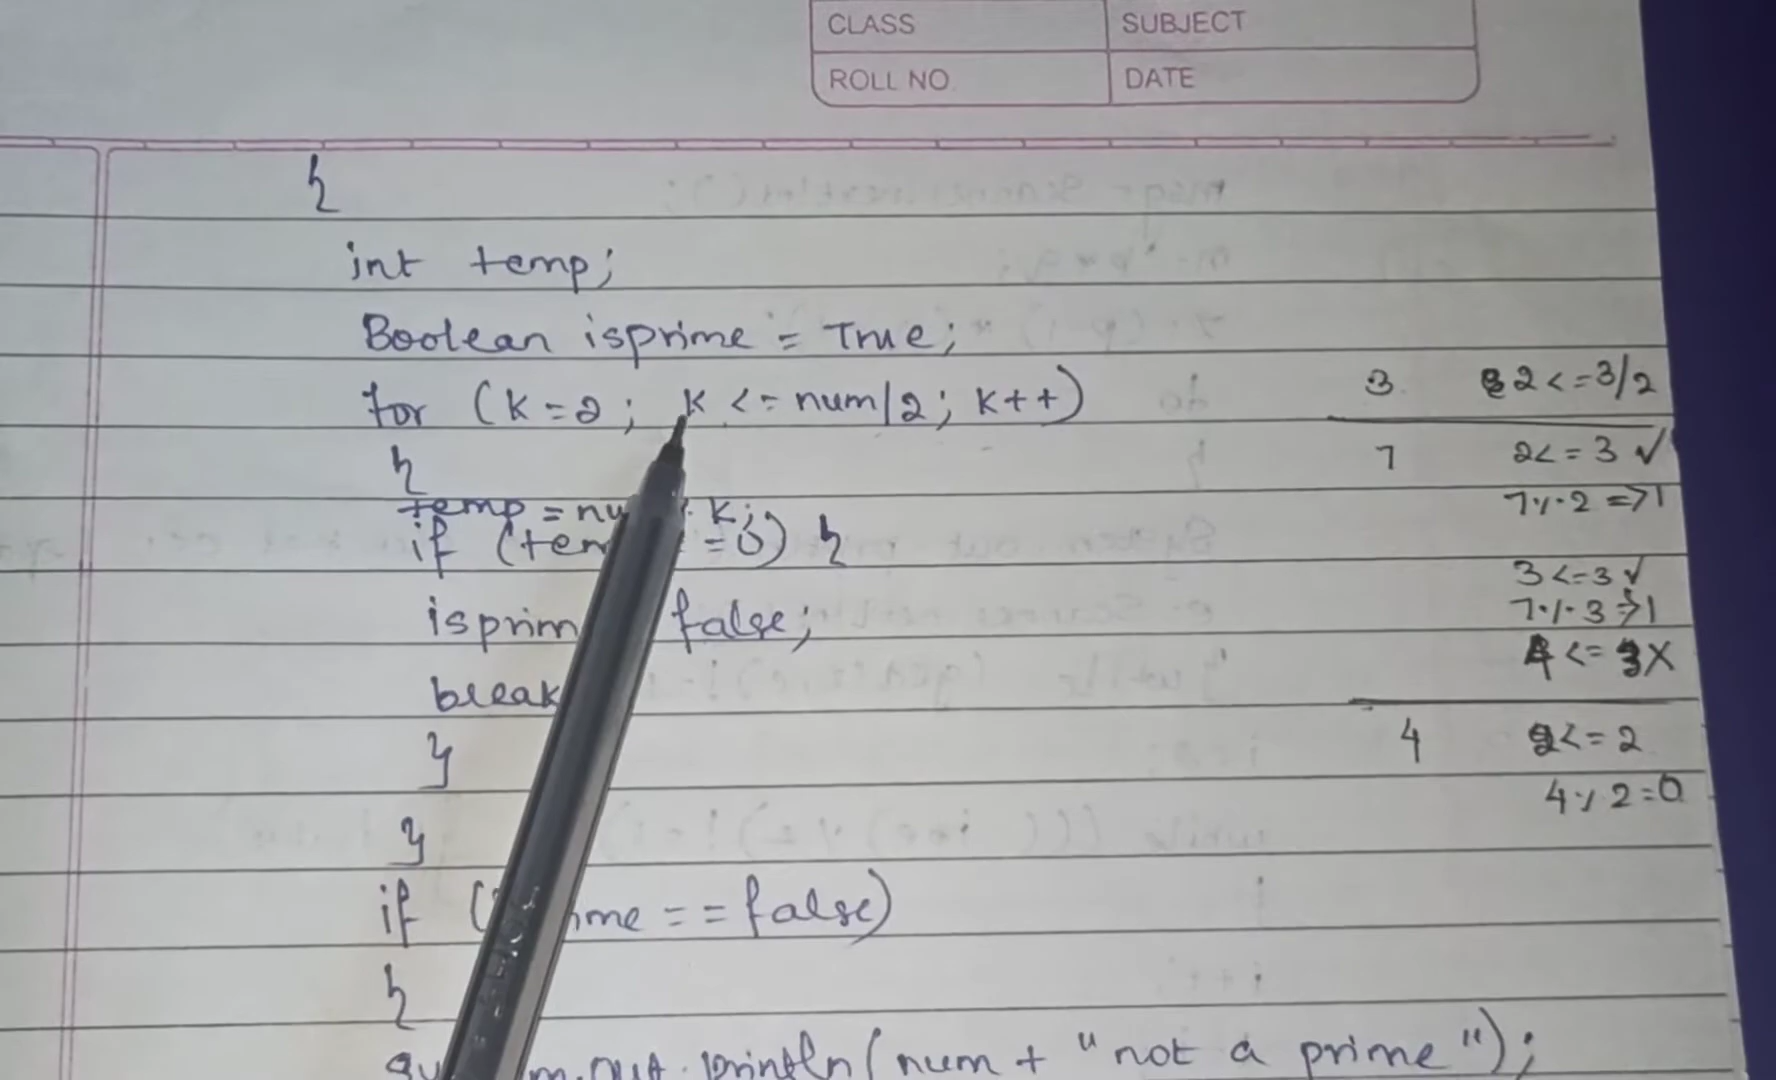 CLASS SUBJECT
ROLL NO. DATE
{
int temp;
Boolean isprime = True;
for (k=2; k <= num/2; k++)
{
temp = k;
if ( =0) {
false;
break
}
}
if ( == false)
{
println(num + "not a prime");
3 2<=3/2
7 2<=3 ✓
7%2 =>1
3<=3 ✓
7%3 =>1
4<=3 X
4 2<=2
4%2=0